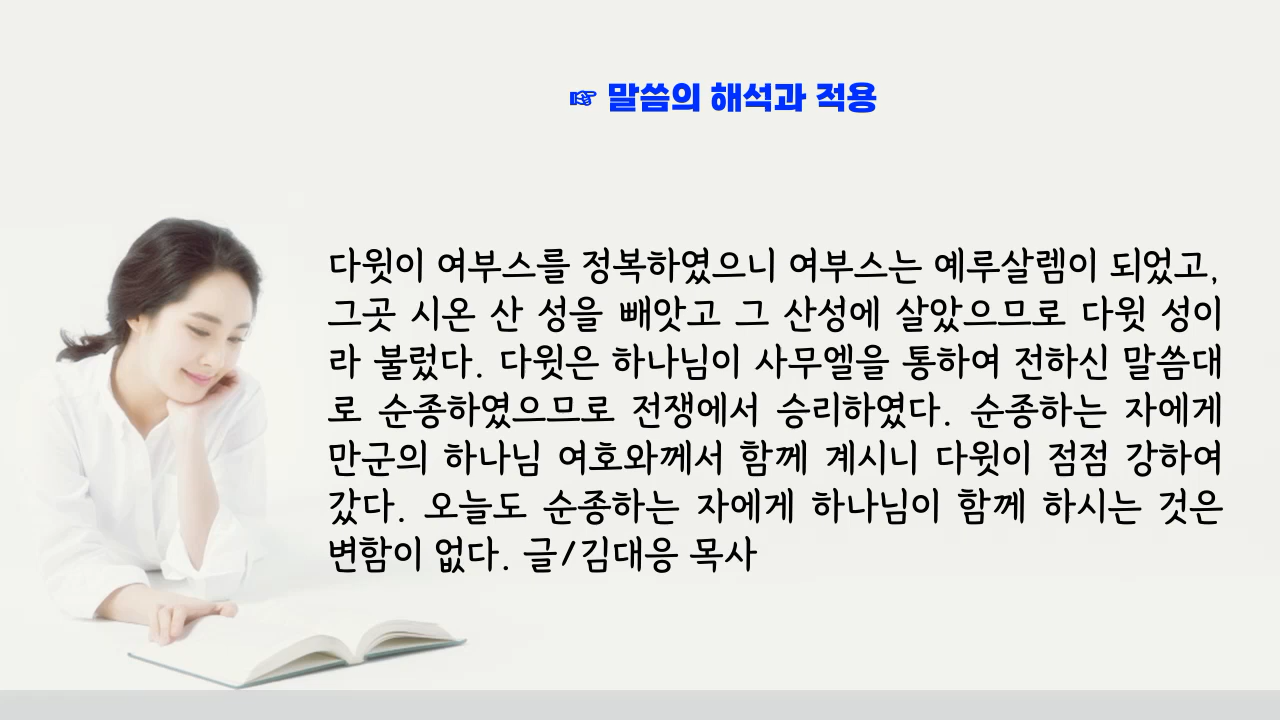 ☞ 말씀의 해석과 적용
다윗이 여부스를 정복하였으니 여부스는 예루살렘이 되었고,
그곳 시온 산 성을 빼앗고 그 산성에 살았으므로 다윗 성이
라 불렀다. 다윗은 하나님이 사무엘을 통하여 전하신 말씀대
로 순종하였으므로 전쟁에서 승리하였다. 순종하는 자에게
만군의 하나님 여호와께서 함께 계시니 다윗이 점점 강하여
갔다. 오늘도 순종하는 자에게 하나님이 함께 하시는 것은
변함이 없다. 글/김대응 목사